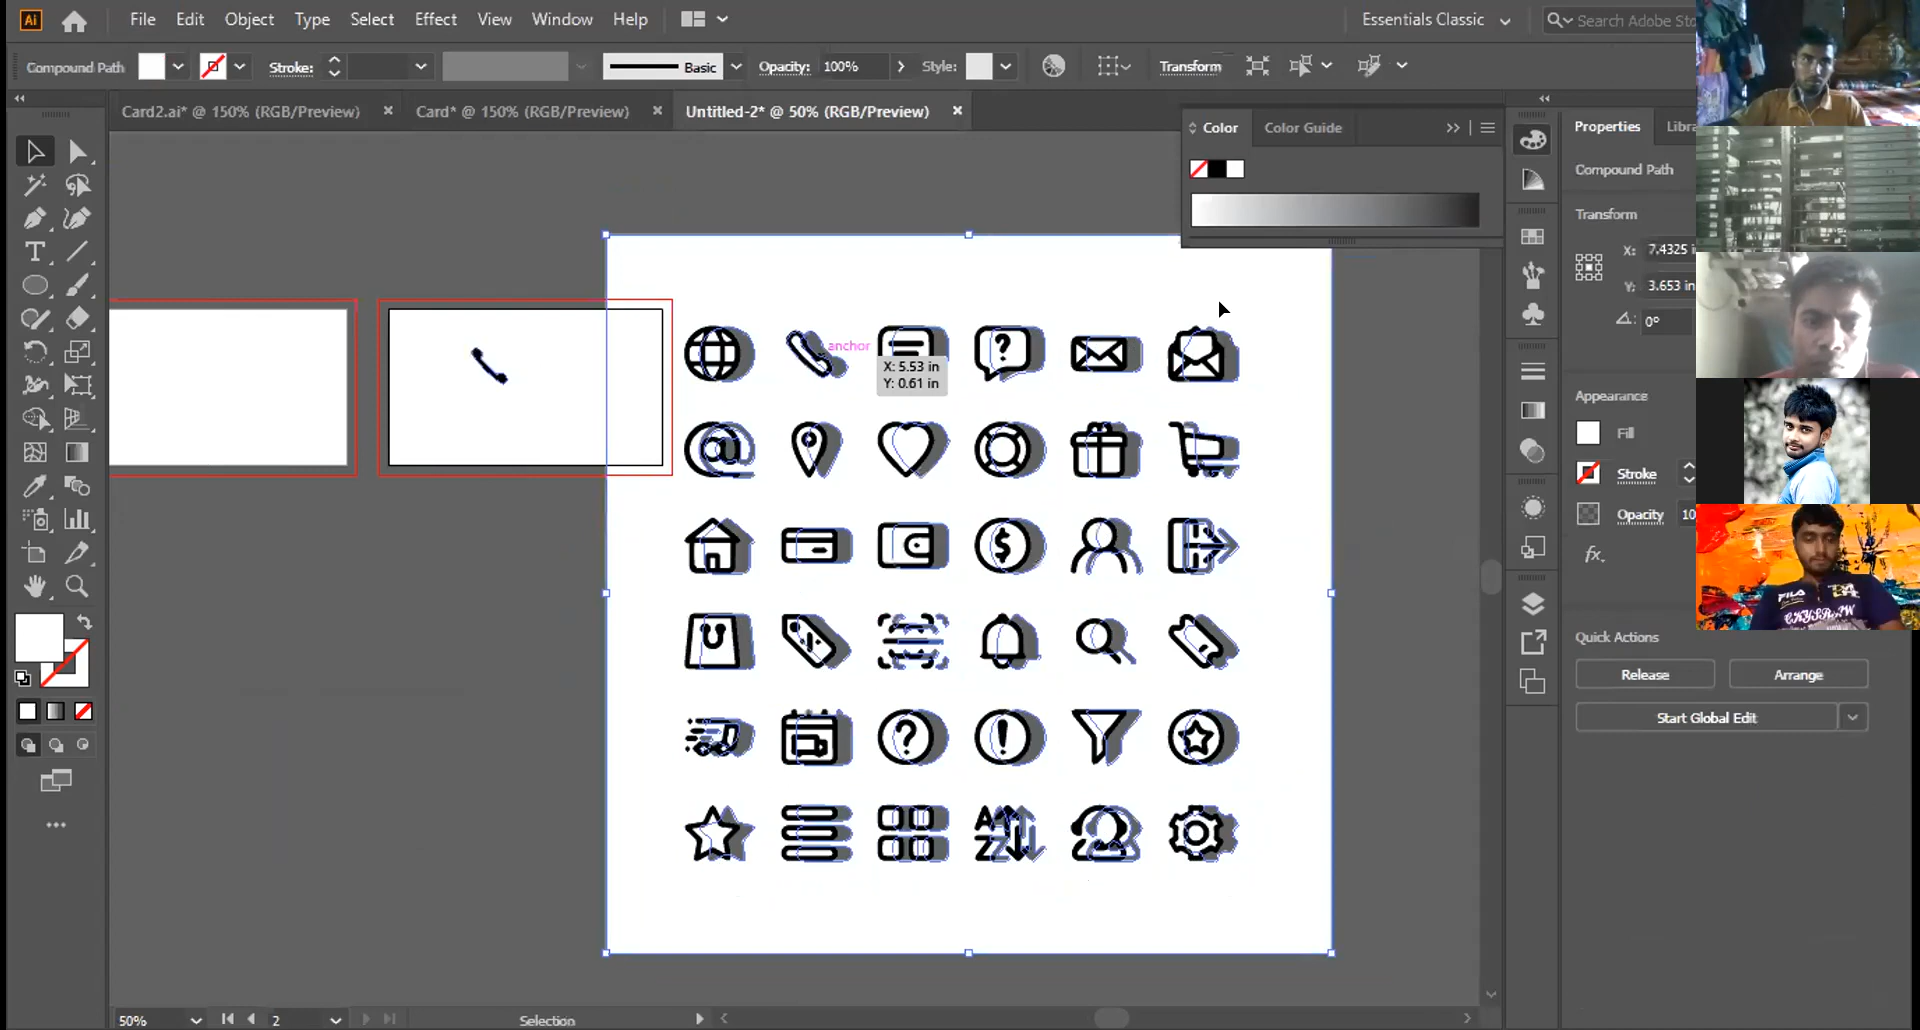 Ai File Edit Object Type Select Effect View Window Help Essentials Classic Search Adobe Sto
Compound Path Stroke: Basic Opacity: 100% Style: Transform
Card2.ai* @ 150% (RGB/Preview) Card* @ 150% (RGB/Preview) Untitled-2* @ 50% (RGB/Preview)
Color Color Guide
Properties Libra
Compound Path
Transform
X: 7.4325 i
Y: 3.653 in
0°
anchor
X: 5.53 in
Y: 0.61 in
Appearance
Fill
Stroke
Opacity 10
fx.
FILA
Quick Actions
Release Arrange
Start Global Edit
50% 2 Selection